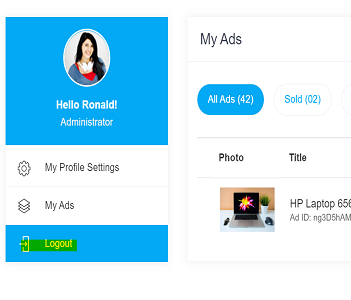 Hello Ronald!
Administrator
My Profile Settings
My Ads
Logout
My Ads
All Ads (42)
Sold (02)
Photo
Title
HP Laptop 656
Ad ID: ng3D5hAM